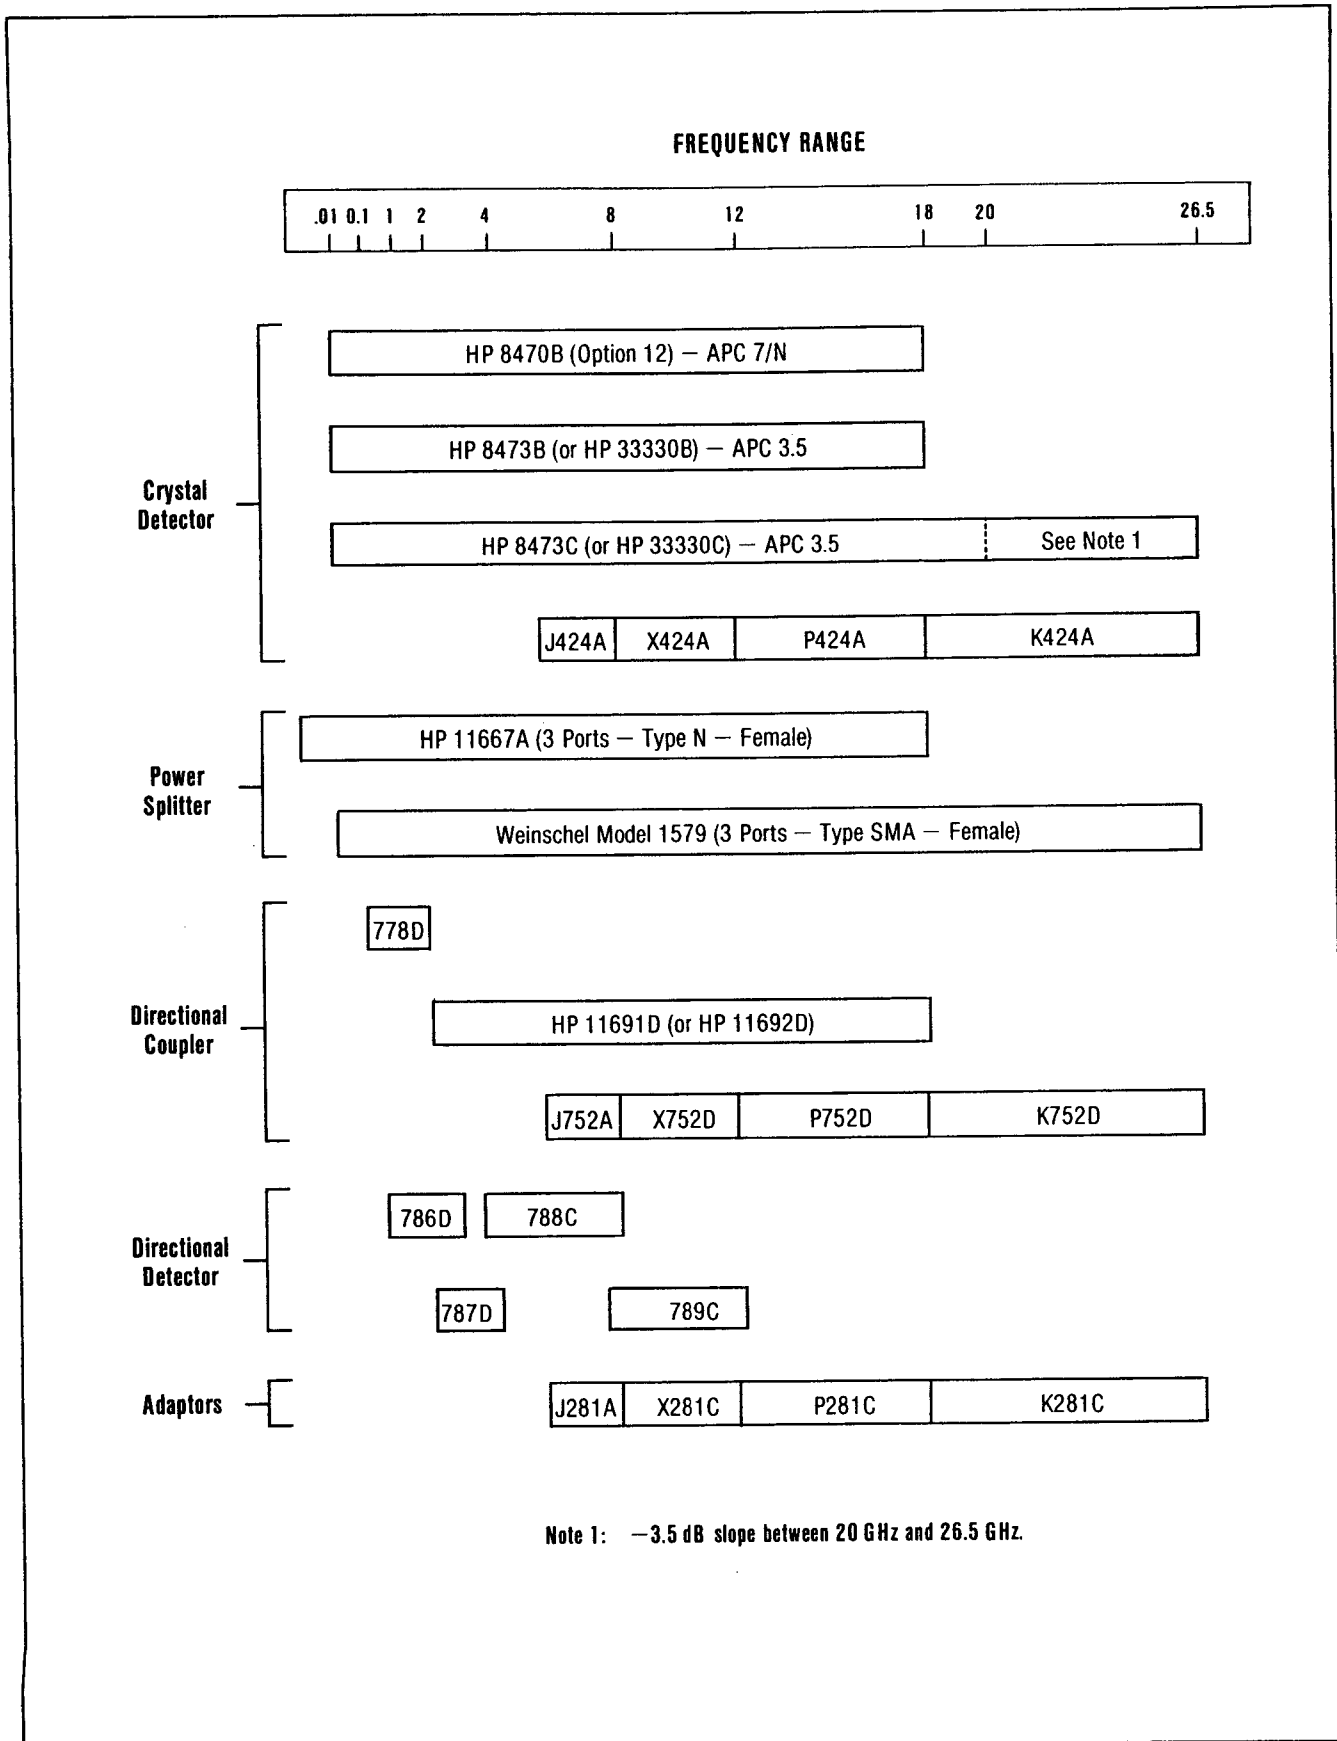 FREQUENCY RANGE
.01 0.1 1 2 4 8 12 18 20 26.5
HP 8470B (Option 12) — APC 7/N
HP 8473B (or HP 33330B) — APC 3.5
Crystal
Detector
HP 8473C (or HP 33330C) — APC 3.5 See Note 1
J424A X424A P424A K424A
HP 11667A (3 Ports — Type N — Female)
Power
Splitter
Weinschel Model 1579 (3 Ports — Type SMA — Female)
778D
Directional
Coupler
HP 11691D (or HP 11692D)
J752A X752D P752D K752D
786D 788C
Directional
Detector
787D 789C
Adaptors
J281A X281C P281C K281C
Note 1: —3.5 dB slope between 20 GHz and 26.5 GHz.